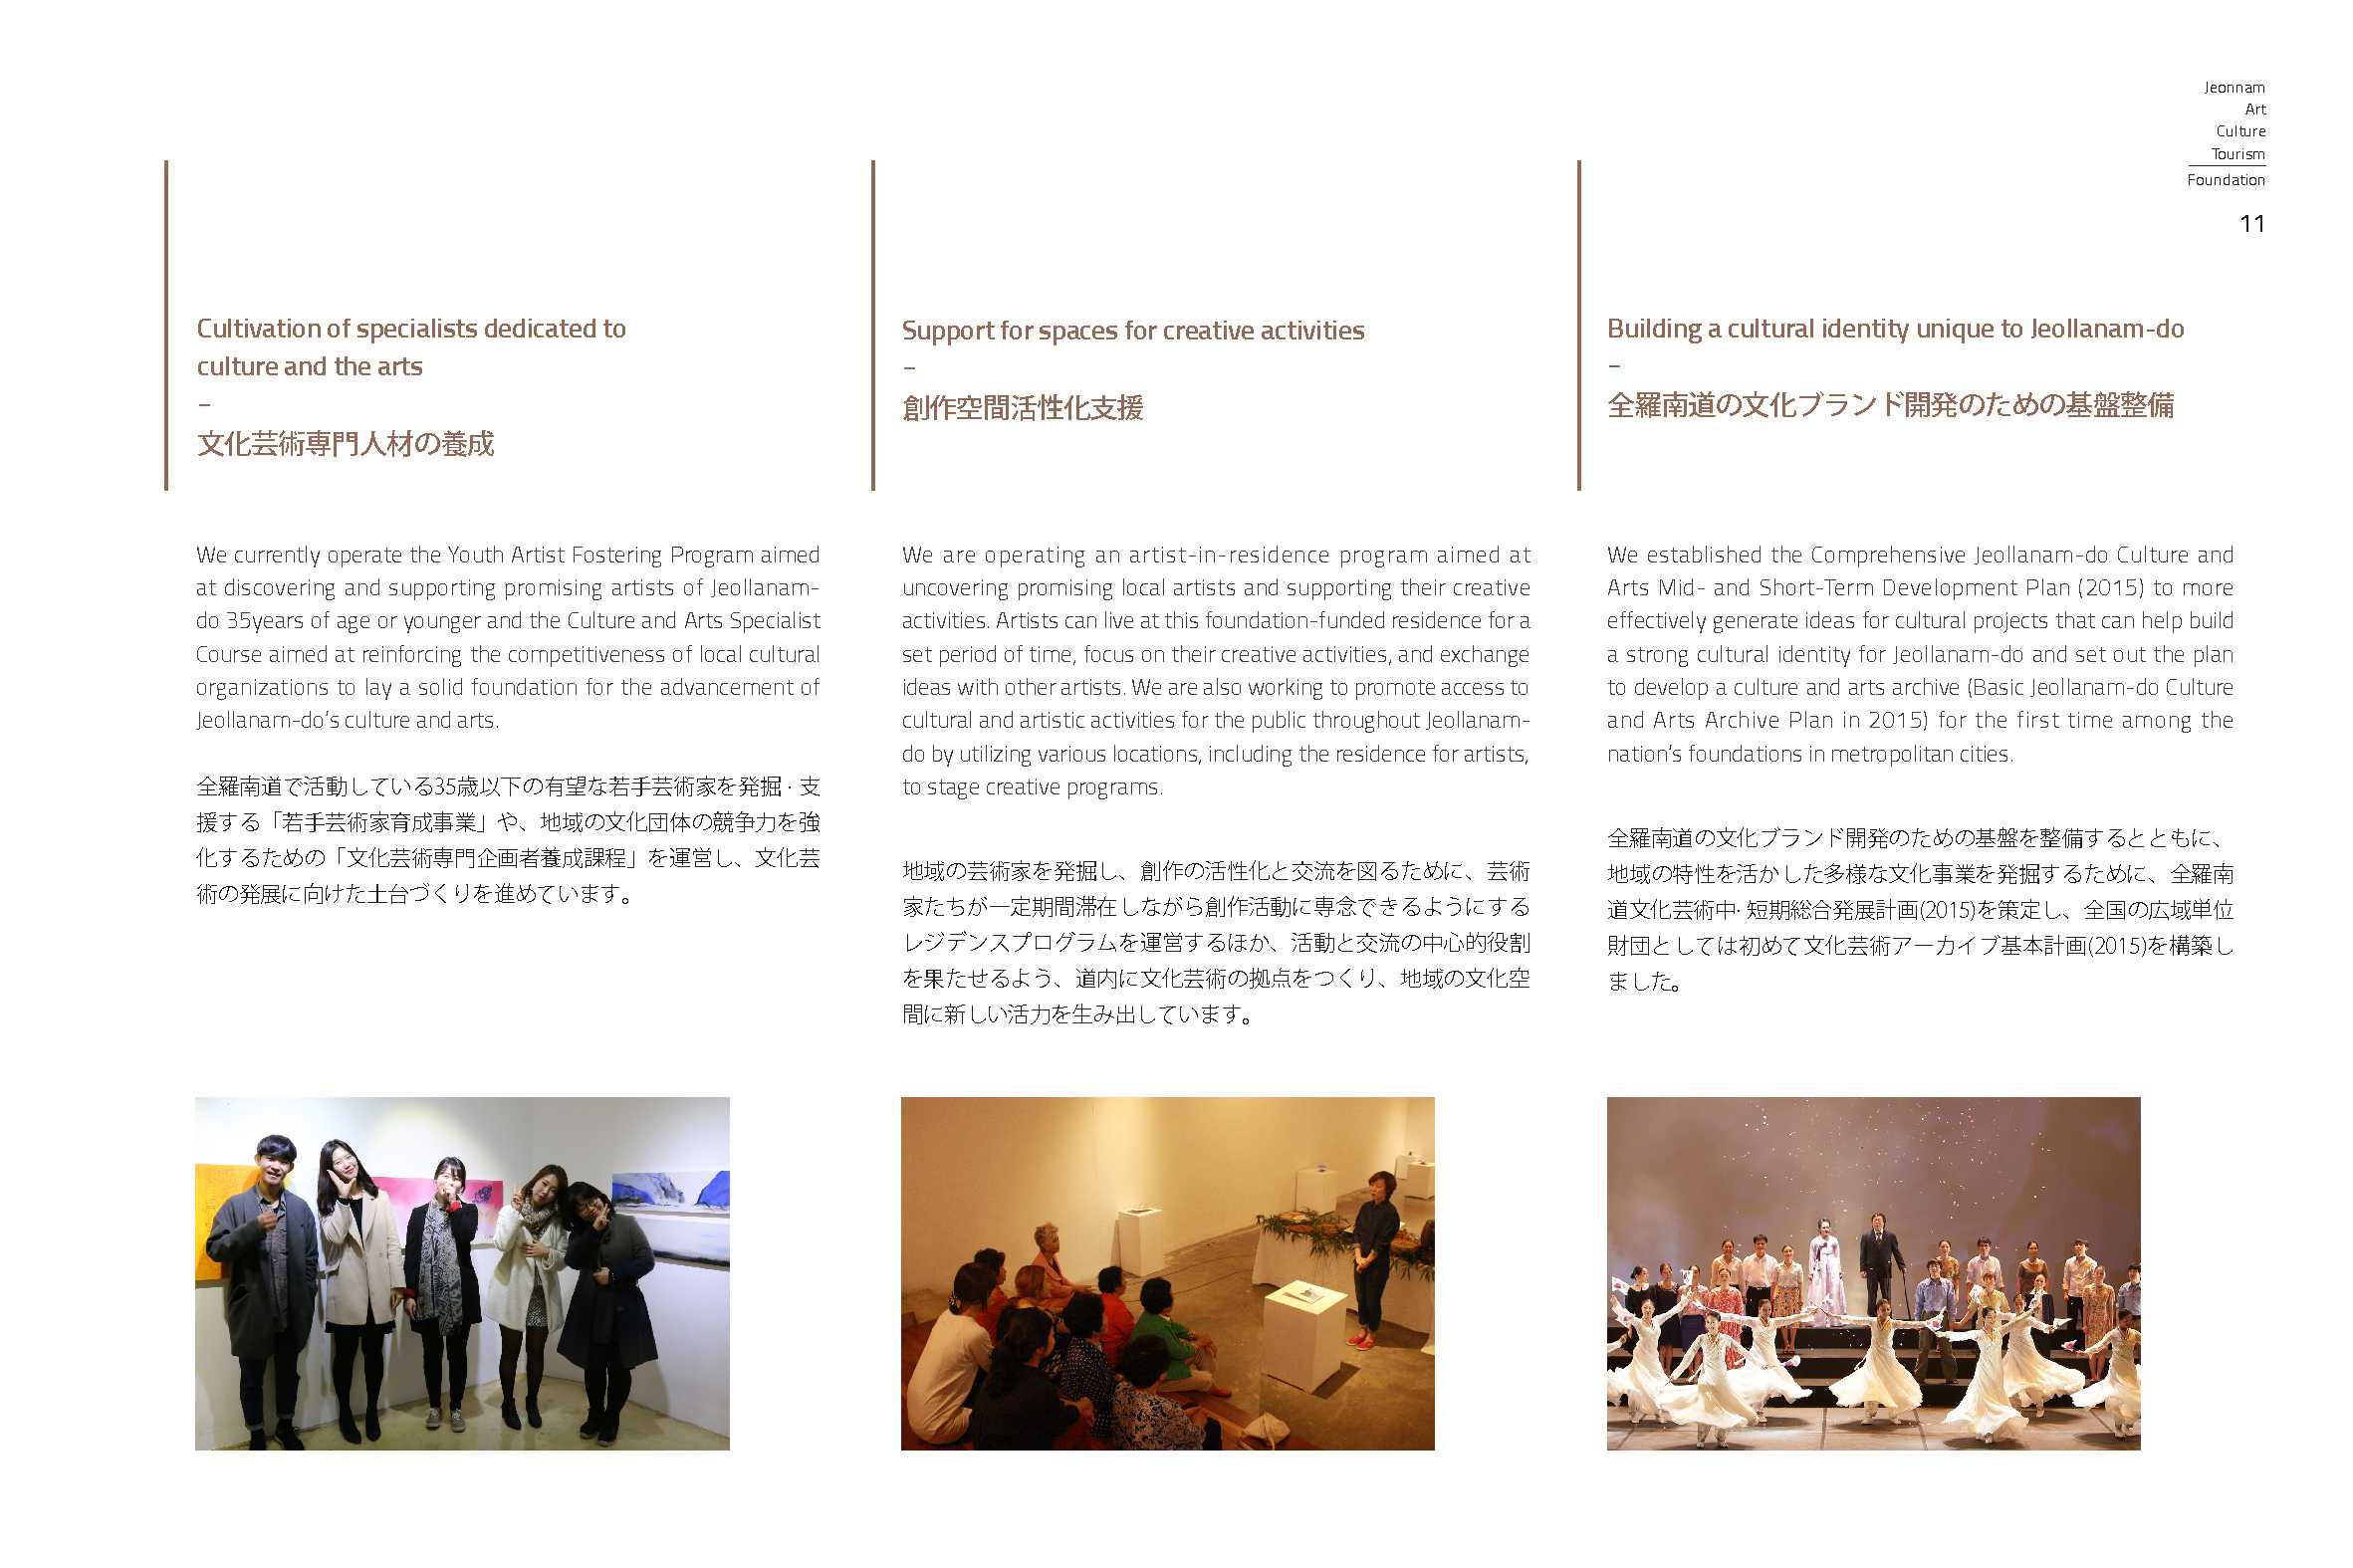 Jeonnam
Art
Culture
Tourism
Foundation
11
Cultivation of specialists dedicated to
culture and the arts
–
文化芸術専門人材の養成
We currently operate the Youth Artist Fostering Program aimed
at discovering and supporting promising artists of Jeollanam-
do 35years of age or younger and the Culture and Arts Specialist
Course aimed at reinforcing the competitiveness of local cultural
organizations to lay a solid foundation for the advancement of
Jeollanam-do's culture and arts.
全羅南道で活動している35歳以下の有望な若手芸術家を発掘 · 支
援する「若手芸術家育成事業」や、地域の文化団体の競争力を強
化するための「文化芸術専門企画者養成課程」を運営し、文化芸
術の発展に向けた土台づくりを進めています。
Support for spaces for creative activities
–
創作空間活性化支援
We are operating an artist-in-residence program aimed at
uncovering promising local artists and supporting their creative
activities. Artists can live at this foundation-funded residence for a
set period of time, focus on their creative activities, and exchange
ideas with other artists. We are also working to promote access to
cultural and artistic activities for the public throughout Jeollanam-
do by utilizing various locations, including the residence for artists,
to stage creative programs.
地域の芸術家を発掘し、創作の活性化と交流を図るために、芸術
家たちが一定期間滞在しながら創作活動に専念できるようにする
レジデンスプログラムを運営するほか、活動と交流の中心的役割
を果たせるよう、道内に文化芸術の拠点をつくり、地域の文化空
間に新しい活力を生み出しています。
Building a cultural identity unique to Jeollanam-do
–
全羅南道の文化ブランド開発のための基盤整備
We established the Comprehensive Jeollanam-do Culture and
Arts Mid- and Short-Term Development Plan (2015) to more
effectively generate ideas for cultural projects that can help build
a strong cultural identity for Jeollanam-do and set out the plan
to develop a culture and arts archive (Basic Jeollanam-do Culture
and Arts Archive Plan in 2015) for the first time among the
nation's foundations in metropolitan cities.
全羅南道の文化ブランド開発のための基盤を整備するとともに、
地域の特性を活かした多様な文化事業を発掘するために、全羅南
道文化芸術中· 短期総合発展計画(2015)を策定し、全国の広域単位
財団としては初めて文化芸術アーカイブ基本計画(2015)を構築し
ました。